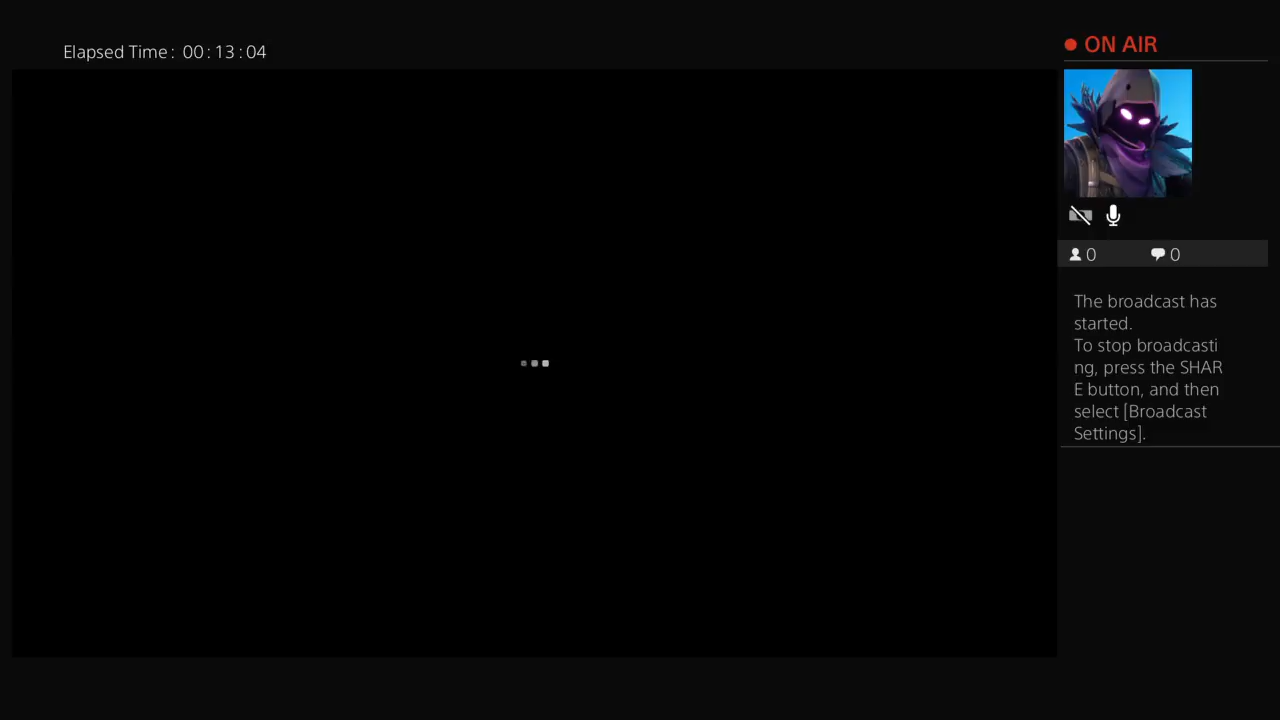 Elapsed Time: 00:13:04
ON AIR
0 0
The broadcast has
started.
To stop broadcasti
ng, press the SHAR
E button, and then
select [Broadcast
Settings].